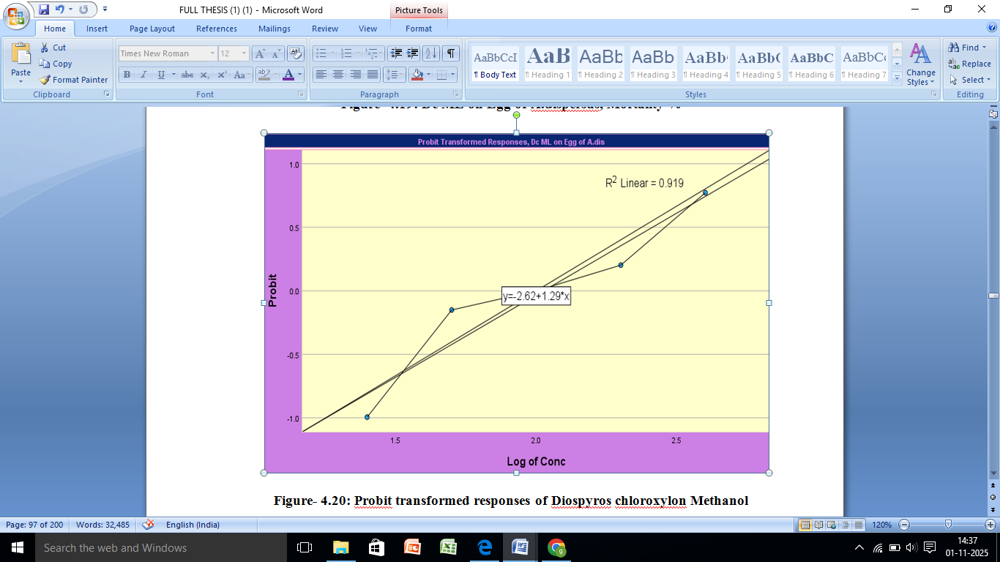 FULL THESIS (1) (1) - Microsoft Word
Picture Tools
Home Insert Page Layout References Mailings Review View Format
Paste
Cut
Copy
Format Painter
Clipboard
Times New Roman 12
Font
Paragraph
AaBbCcI AaB AaBb AaBb AaBb AaBbC AaBbC AaBbC
¶ Body Text ¶ Heading 1 ¶ Heading 2 ¶ Heading 3 ¶ Heading 4 ¶ Heading 5 ¶ Heading 6 ¶ Heading 7
Change Styles
Styles
Find
Replace
Select
Editing
Probit Transformed Responses, Dc ML on Egg of A.dis
R2 Linear = 0.919
y=-2.62+1.29*x
1.0
0.5
0.0
-0.5
-1.0
Probit
1.5 2.0 2.5
Log of Conc
Figure- 4.20: Probit transformed responses of Diospyros chloroxylon Methanol
Page: 97 of 200 Words: 32,485 English (India) 120%
Search the web and Windows
14:37
01-11-2025